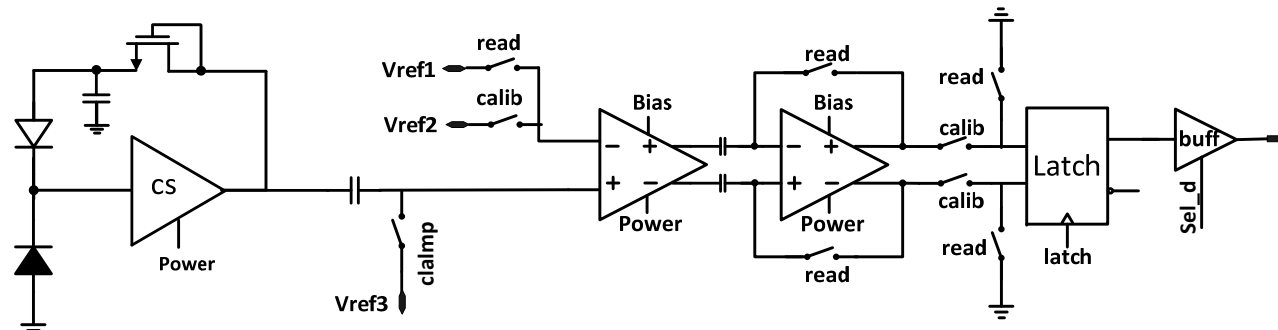 read
Vref1
calib
Vref2
CS
Power
clalmp
Vref3
Bias
− +
+ −
Power
read
Bias
− +
+ −
Power
read
read
calib
calib
read
Latch
latch
buff
Sel_d